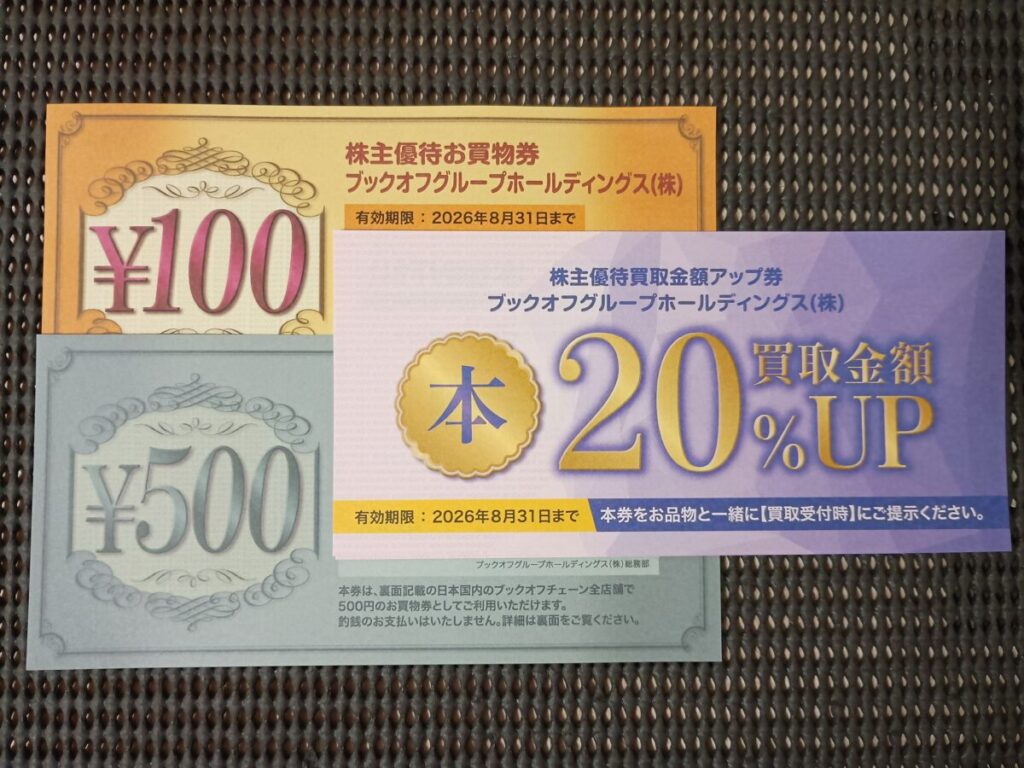 株主優待お買物券
ブックオフグループホールディングス(株)
有効期限：2026年8月31日まで
¥100
株主優待買取金額アップ券
ブックオフグループホールディングス(株)
本
20%UP
買取金額
有効期限：2026年8月31日まで
本券をお品物と一緒に【買取受付時】にご提示ください。
¥500
ブックオフグループホールディングス(株)総務部
本券は、裏面記載の日本国内のブックオフチェーン全店舗で
500円のお買物券としてご利用いただけます。
釣銭のお支払いはいたしません。詳細は裏面をご覧ください。